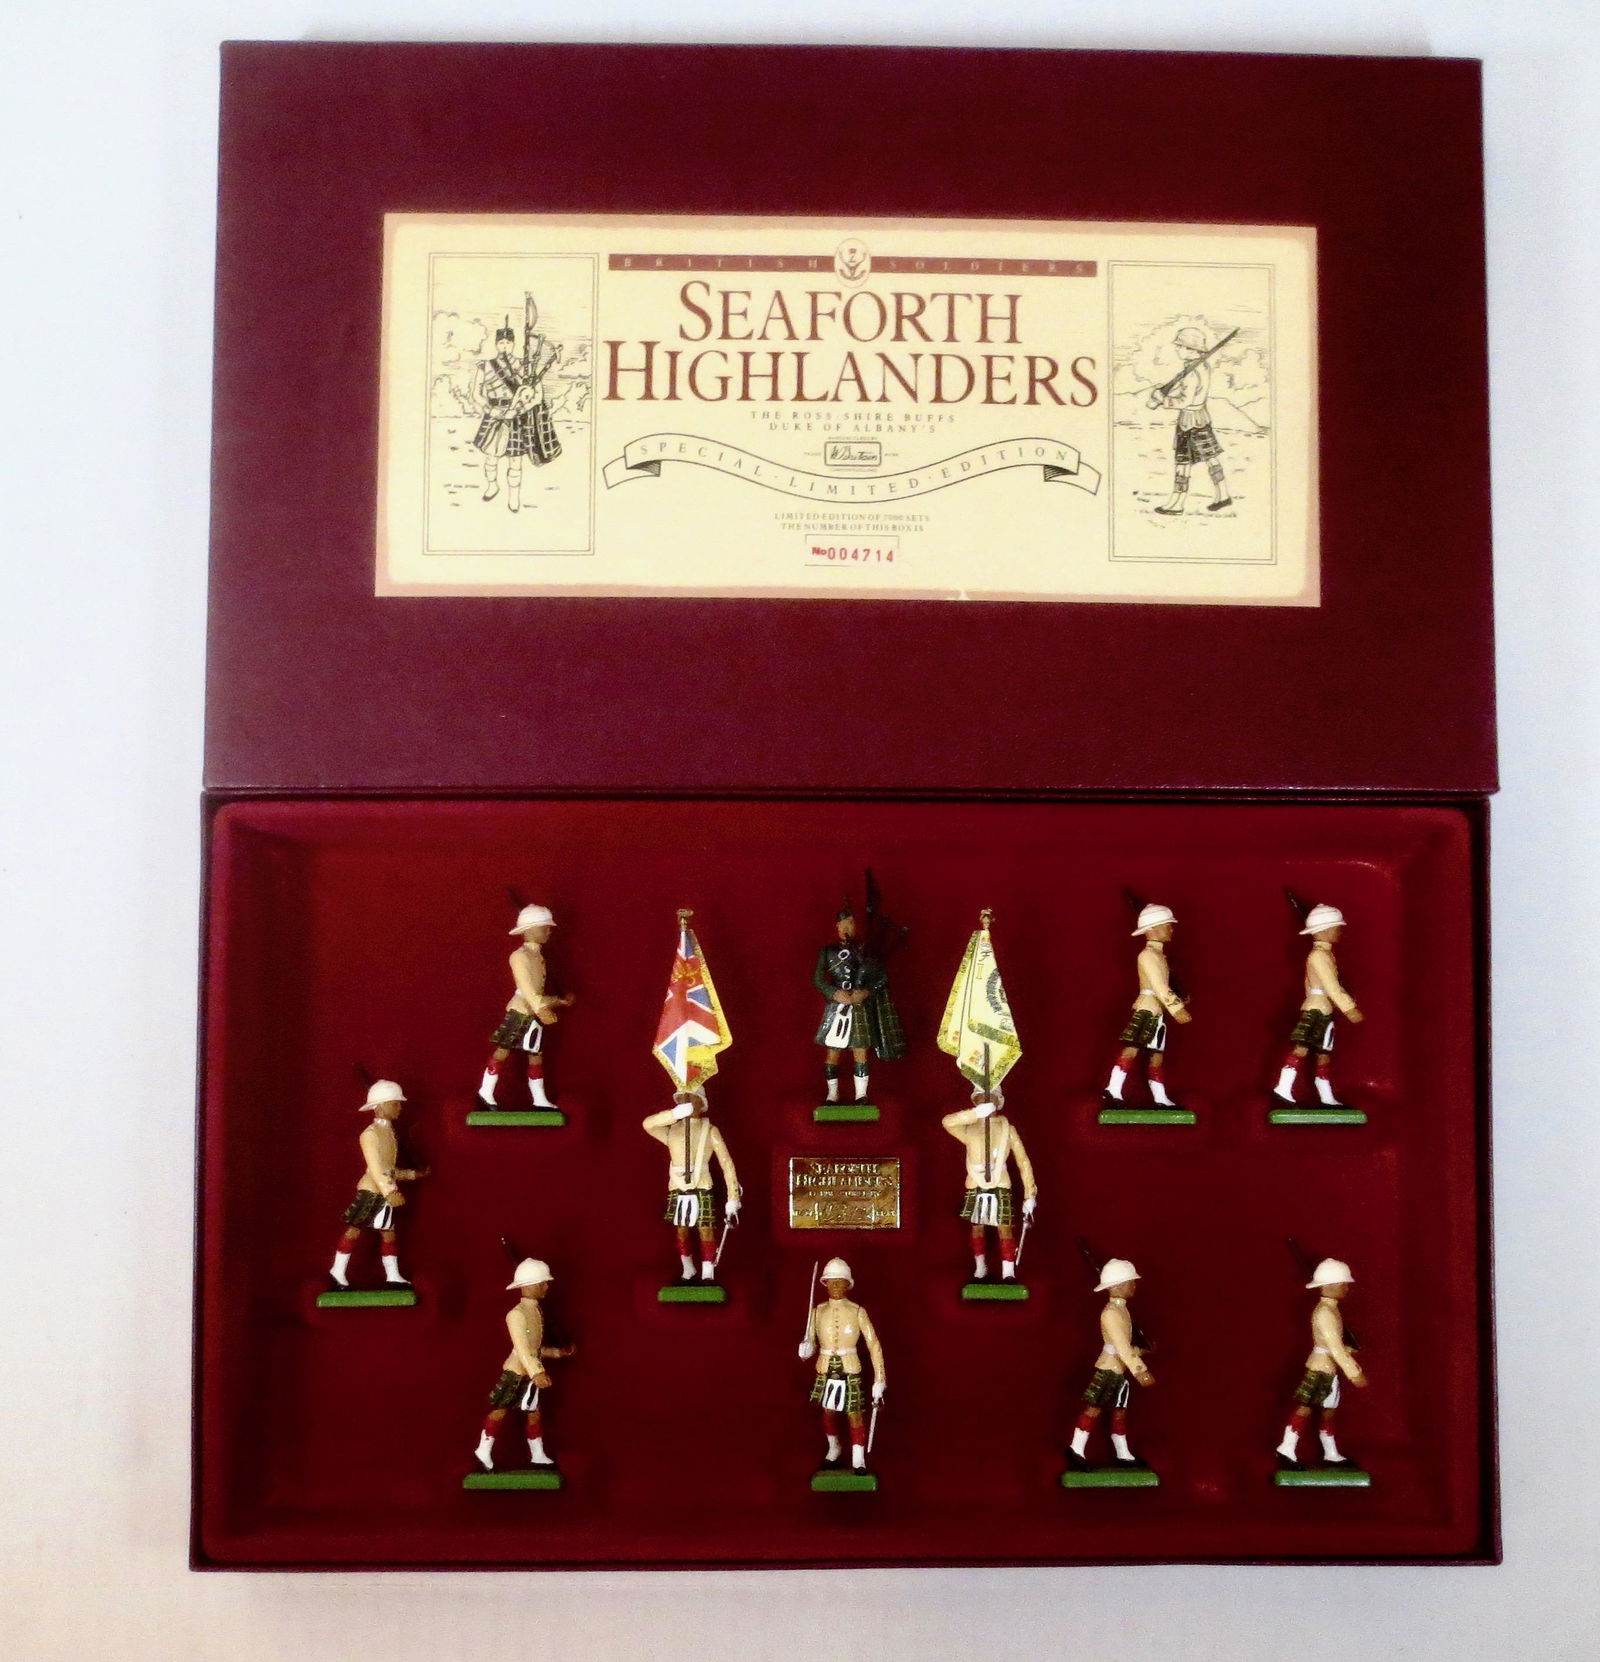 BRITISH SOLDIERS
SEAFORTH
HIGHLANDERS
THE ROSS-SHIRE BUFFS
DUKE OF ALBANY'S
W. Britain
SPECIAL · LIMITED · EDITION
LIMITED EDITION OF 7000 SETS
THE NUMBER OF THIS BOX IS
No 004714
SEAFORTH
HIGHLANDERS